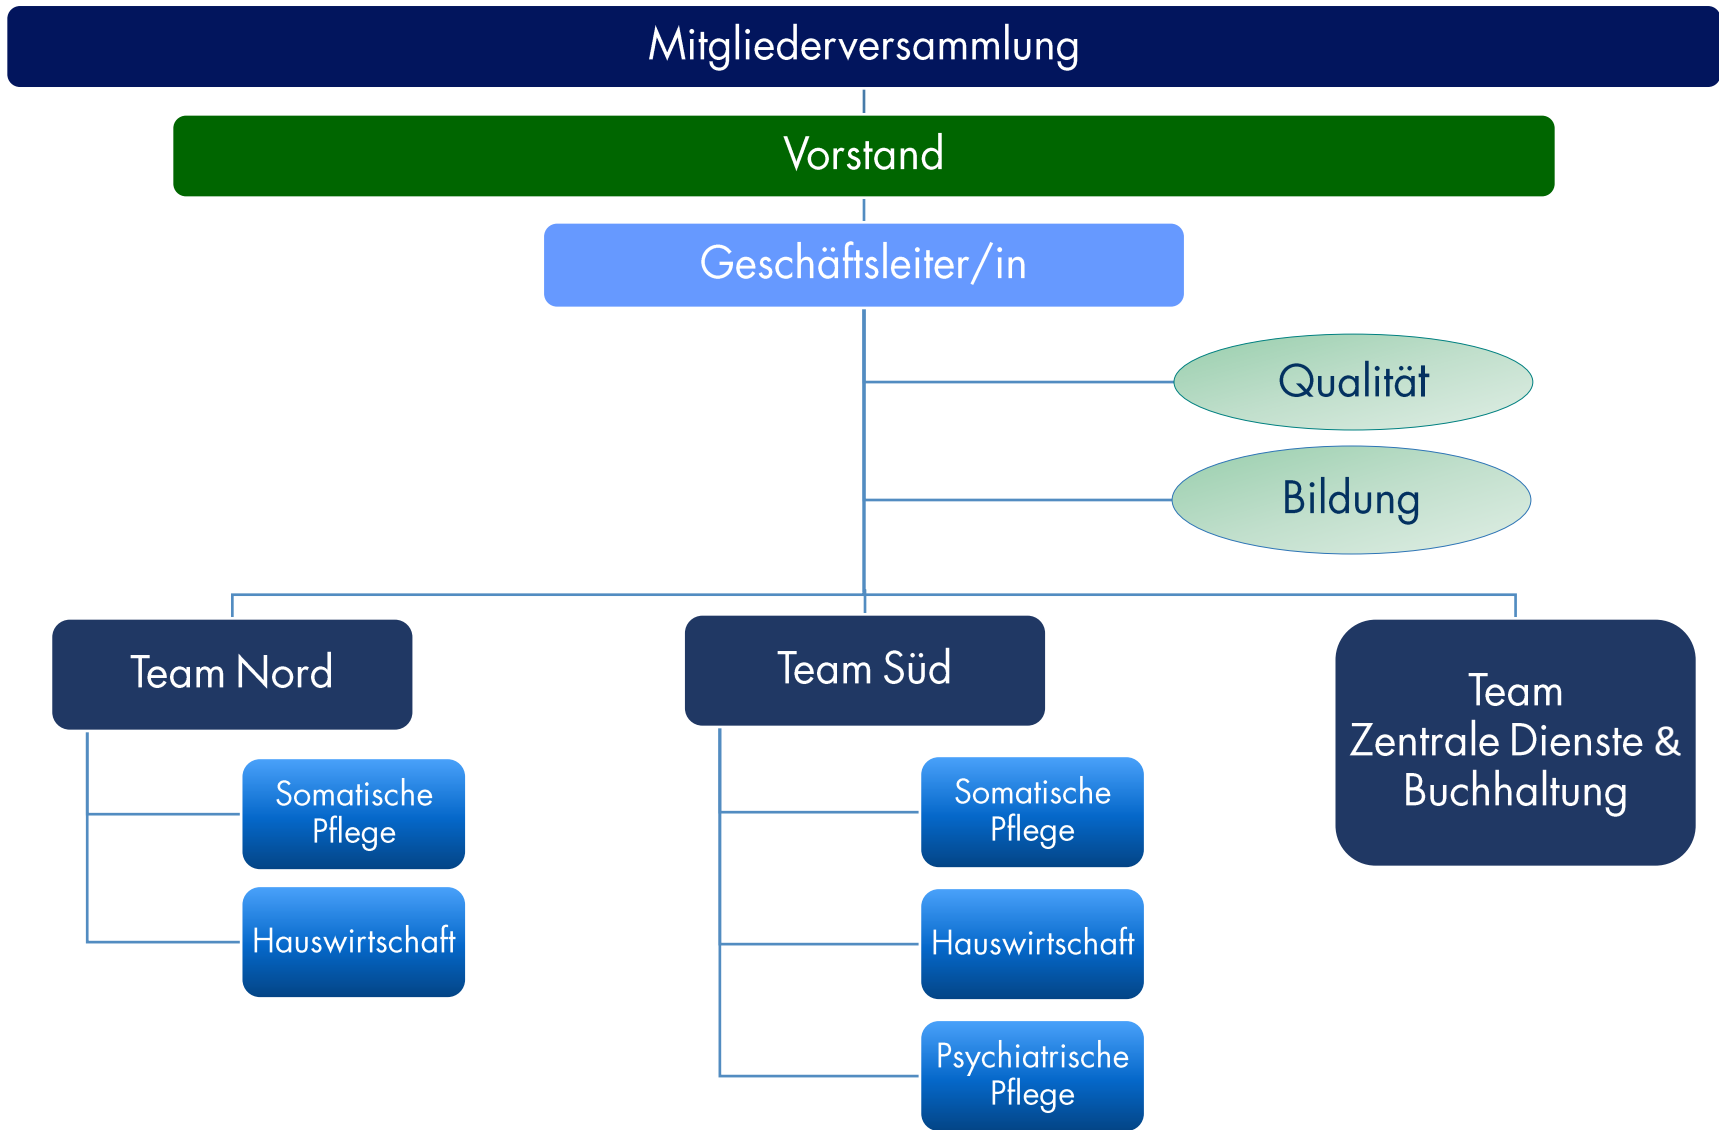 Mitgliederversammlung
Vorstand
Geschäftsleiter/in
Qualität
Bildung
Team Nord
Somatische
Pflege
Hauswirtschaft
Team Süd
Somatische
Pflege
Hauswirtschaft
Psychiatrische
Pflege
Team
Zentrale Dienste &
Buchhaltung